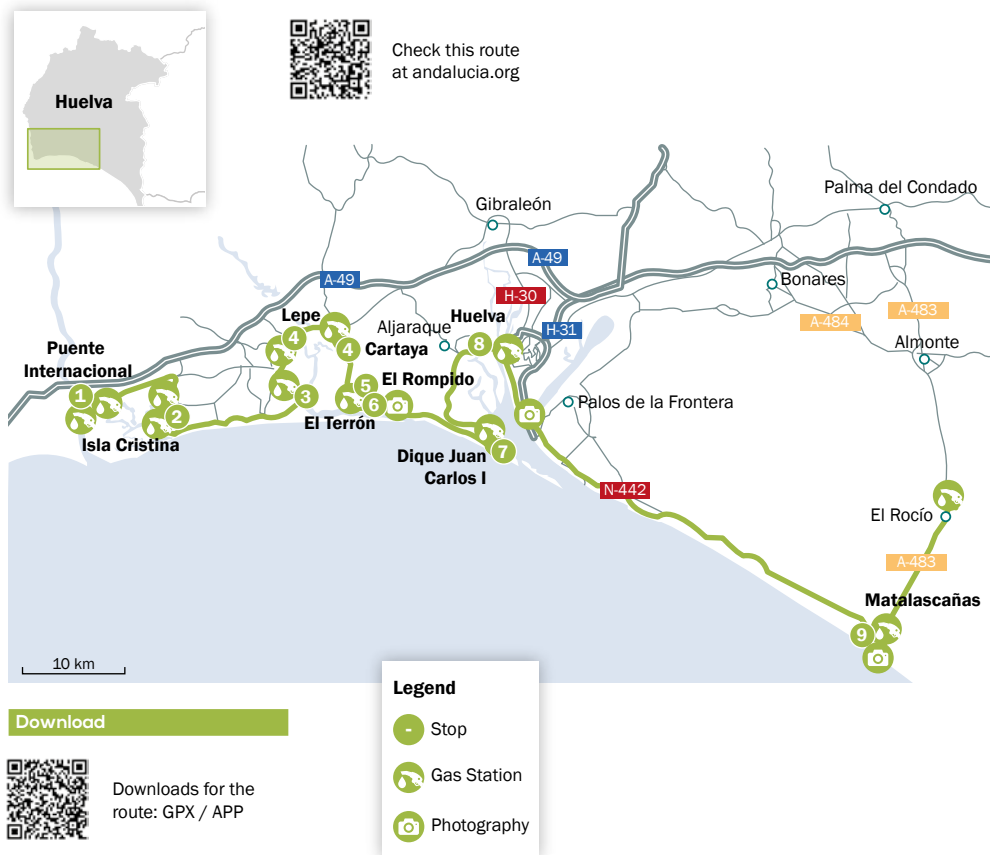 Huelva
Check this route
at andalucia.org
Palma del Condado
Gibraleón
A-49
A-49
Bonares
H-30
A-483
A-484
Lepe
Huelva
H-31
4
Aljaraque
8
4
Cartaya
Almonte
Puente
Internacional
1
5
El Rompido
3
6
Palos de la Frontera
2
El Terrón
Isla Cristina
Dique Juan
Carlos I
7
N-442
El Rocío
A-483
Matalascañas
9
10 km
Legend
- Stop
Gas Station
Photography
Download
Downloads for the
route: GPX / APP